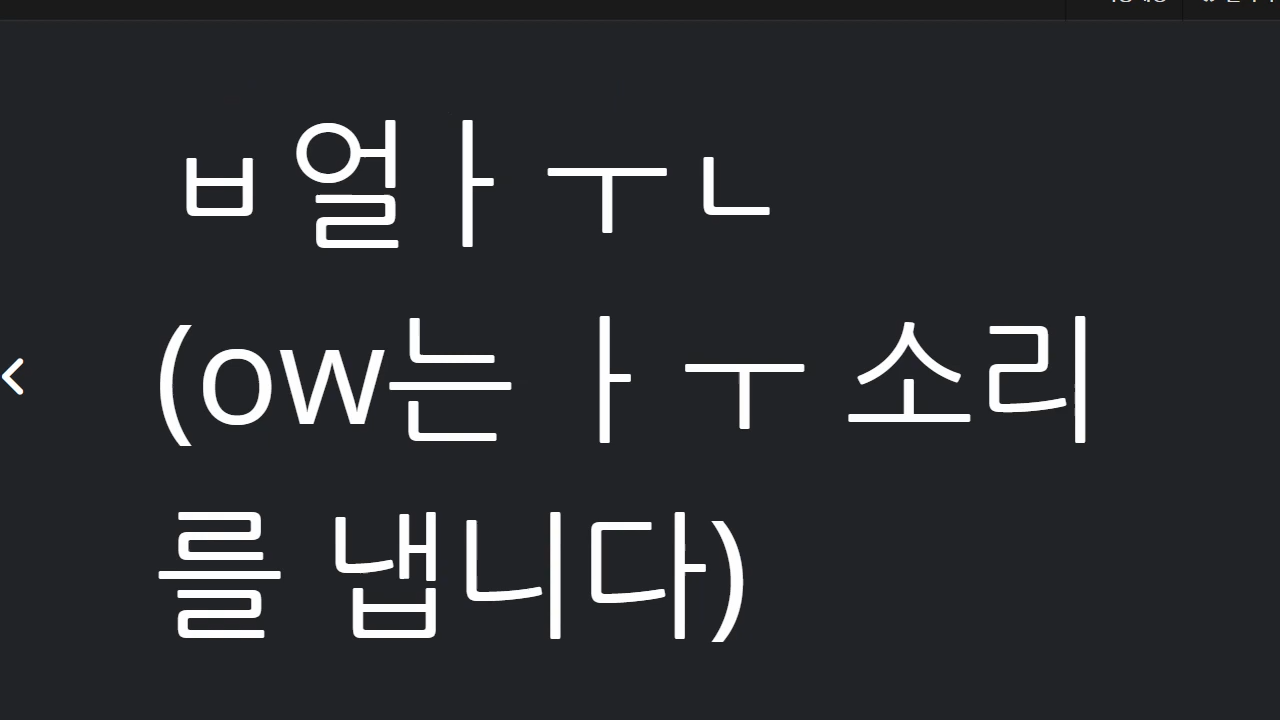 ㅂ얼ㅏㅜㄴ
(ow는 ㅏㅜ 소리
를 냅니다)